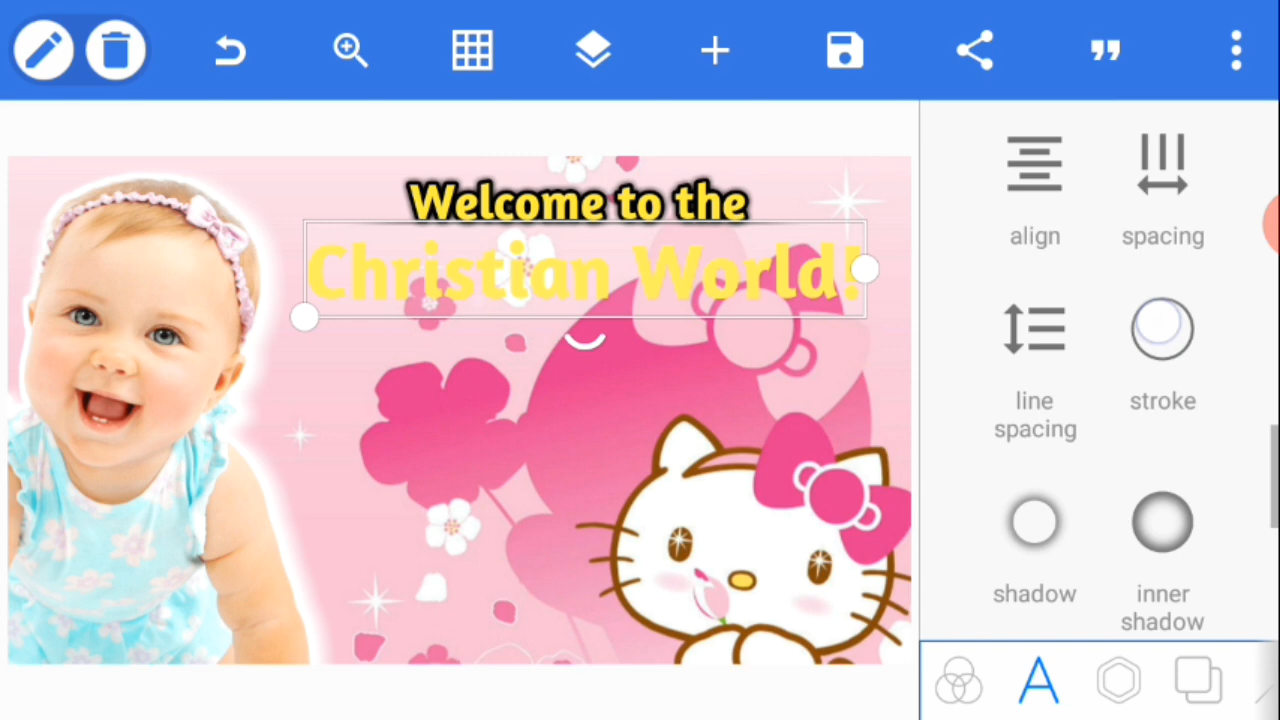 Welcome to the
Christian World!
align
spacing
line
spacing
stroke
shadow
inner
shadow